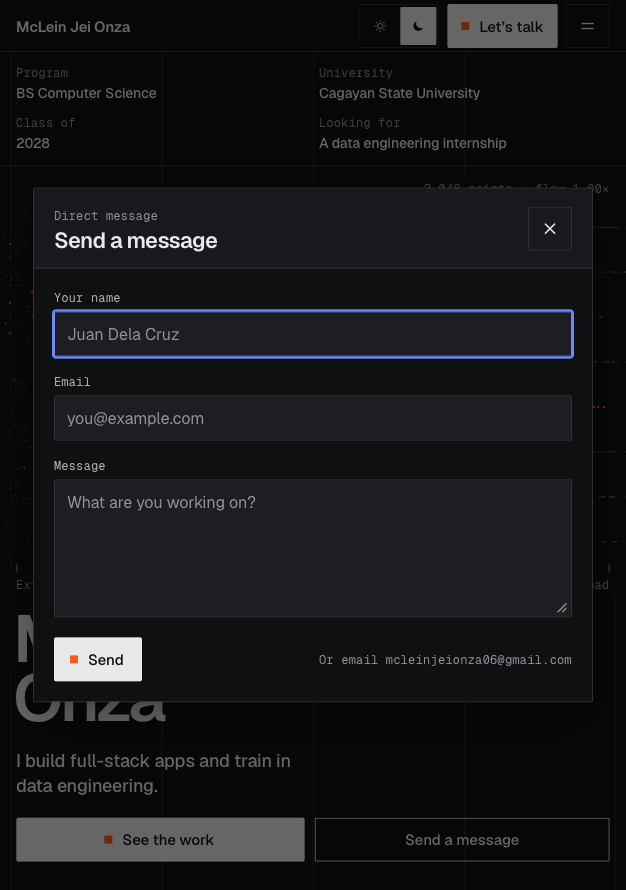 McLein Jei Onza
Let's talk
Program
BS Computer Science
University
Cagayan State University
Class of
2028
Looking for
A data engineering internship
Direct message
Send a message
Your name
Juan Dela Cruz
Email
you@example.com
Message
What are you working on?
Send
Or email mcleinjeionza06@gmail.com
Onza
I build full-stack apps and train in
data engineering.
See the work
Send a message